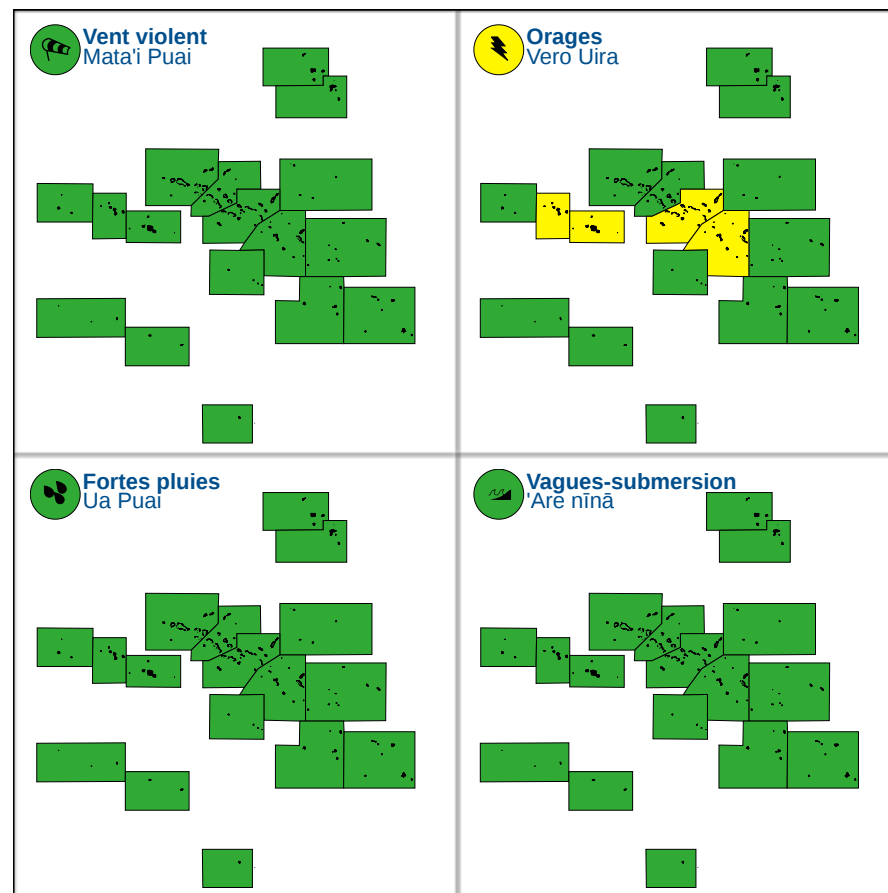 Vent violent
Mata'i Puai
Orages
Vero Uira
Fortes pluies
Ua Puai
Vagues-submersion
'Are nīnā